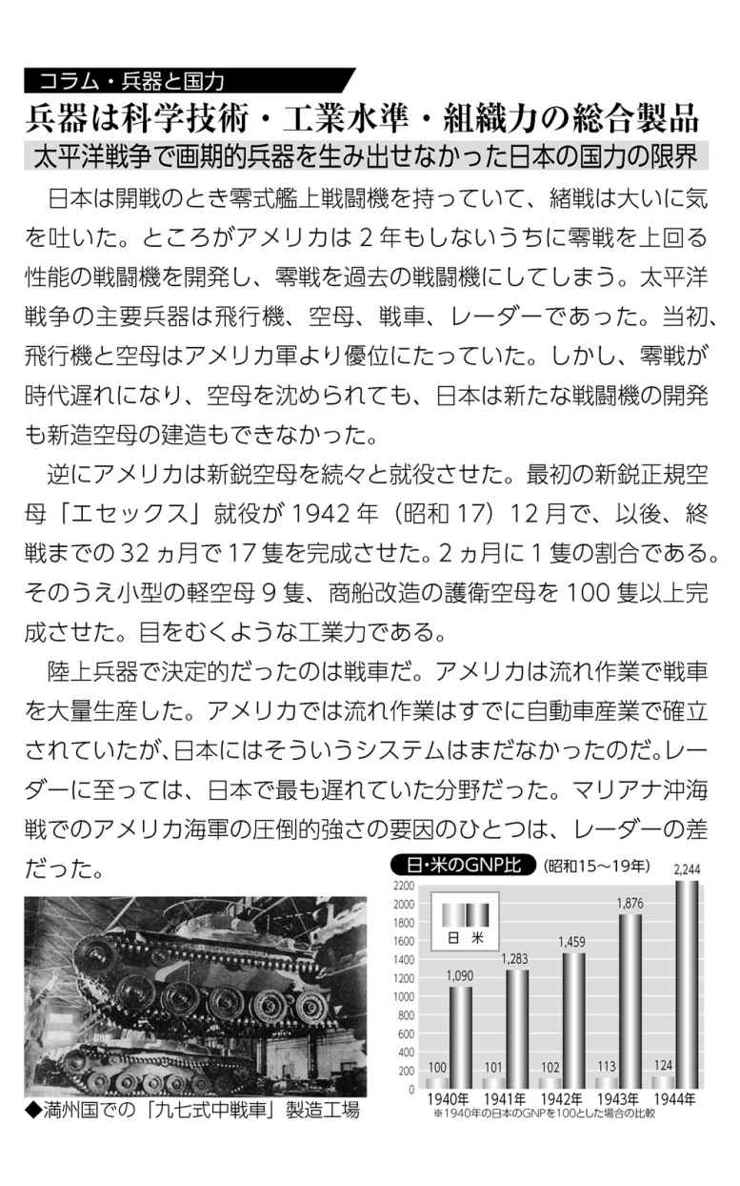 コラム・兵器と国力
兵器は科学技術・工業水準・組織力の総合製品
太平洋戦争で画期的兵器を生み出せなかった日本の国力の限界
日本は開戦のとき零式艦上戦闘機を持っていて、緒戦は大いに気
を吐いた。ところがアメリカは2年もしないうちに零戦を上回る
性能の戦闘機を開発し、零戦を過去の戦闘機にしてしまう。太平洋
戦争の主要兵器は飛行機、空母、戦車、レーダーであった。当初、
飛行機と空母はアメリカ軍より優位にたっていた。しかし、零戦が
時代遅れになり、空母を沈められても、日本は新たな戦闘機の開発
も新造空母の建造もできなかった。
逆にアメリカは新鋭空母を続々と就役させた。最初の新鋭正規空
母「エセックス」就役が1942年（昭和17）12月で、以後、終
戦までの32ヵ月で17隻を完成させた。2ヵ月に1隻の割合である。
そのうえ小型の軽空母9隻、商船改造の護衛空母を100隻以上完
成させた。目をむくような工業力である。
陸上兵器で決定的だったのは戦車だ。アメリカは流れ作業で戦車
を大量生産した。アメリカでは流れ作業はすでに自動車産業で確立
されていたが、日本にはそういうシステムはまだなかったのだ。レー
ダーに至っては、日本で最も遅れていた分野だった。マリアナ沖海
戦でのアメリカ海軍の圧倒的強さの要因のひとつは、レーダーの差
だった。
◆満州国での「九七式中戦車」製造工場
日・米のGNP比 （昭和15～19年）
2200
2000
1800
1600
1400
1200
1000
800
600
400
200
0
日 米
100 1,090
101 1,283
102 1,459
113 1,876
124 2,244
1940年 1941年 1942年 1943年 1944年
※1940年の日本のGNPを100とした場合の比較